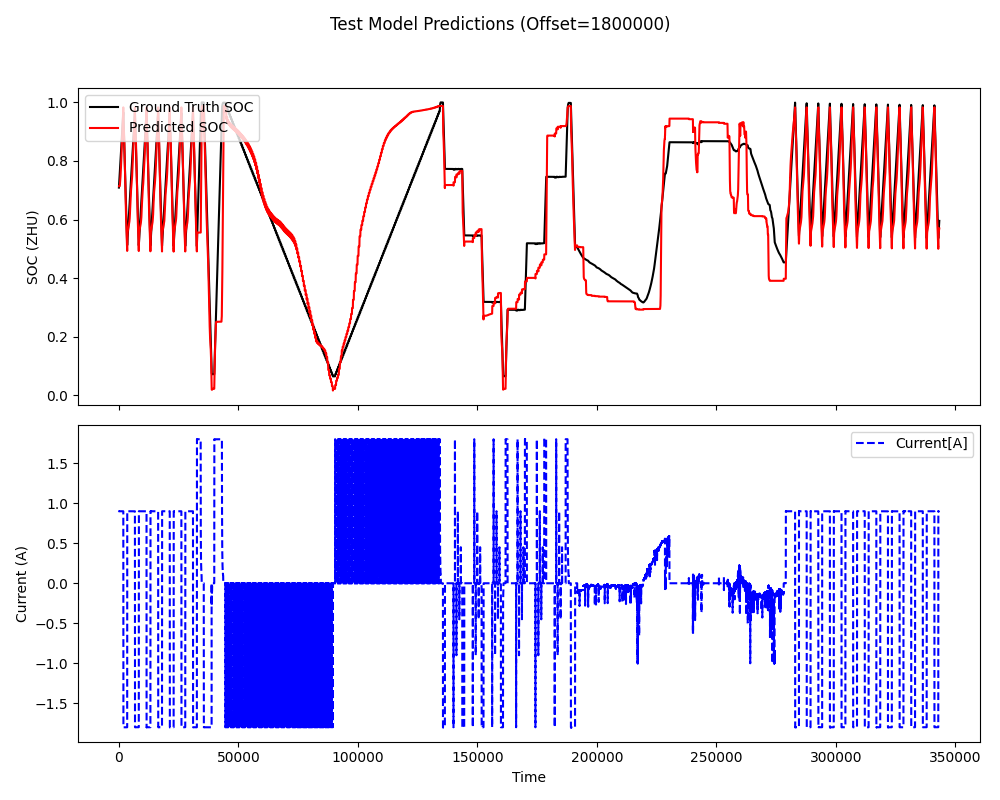 Test Model Predictions (Offset=1800000)
Ground Truth SOC
Predicted SOC
SOC (ZHU)
1.0
0.8
0.6
0.4
0.2
0.0
Current[A]
Current (A)
1.5
1.0
0.5
0.0
−0.5
−1.0
−1.5
0 50000 100000 150000 200000 250000 300000 350000
Time